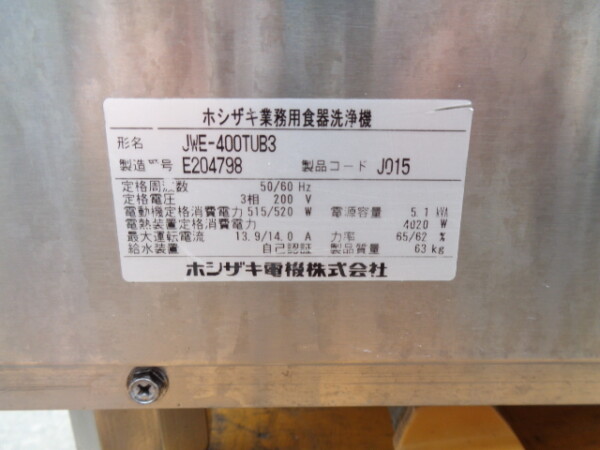 ホシザキ業務用食器洗浄機
形名 JWE-400TUB3
製造番号 E204798 製品コード J015
定格周波数 50/60 Hz
定格電圧 3相 200 V
電動機定格消費電力 515/520 W 電源容量 5.1 kVA
電熱装置定格消費電力 4020 W
最大運転電流 13.9/14.0 A 力率 65/62 %
給水装置 自己認証 製品質量 63 kg
ホシザキ電機株式会社